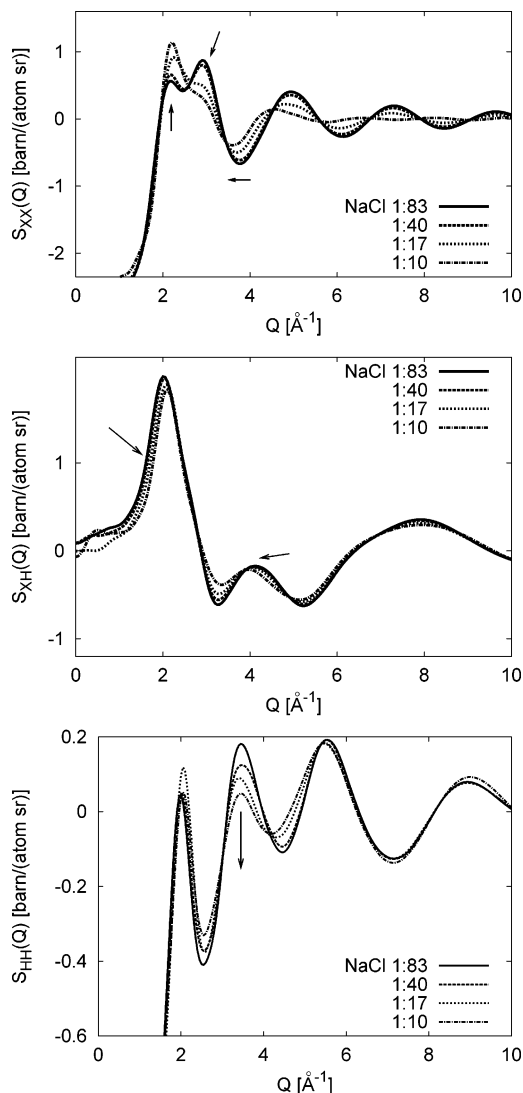 S_XX(Q) [barn/(atom sr)]
1
0
-1
-2
NaCl 1:83
1:40
1:17
1:10
0 2 4 6 8 10
Q [Å⁻¹]
S_XH(Q) [barn/(atom sr)]
1
0
-1
NaCl 1:83
1:40
1:17
1:10
0 2 4 6 8 10
Q [Å⁻¹]
S_HH(Q) [barn/(atom sr)]
0.2
0
-0.2
-0.4
-0.6
NaCl 1:83
1:40
1:17
1:10
0 2 4 6 8 10
Q [Å⁻¹]